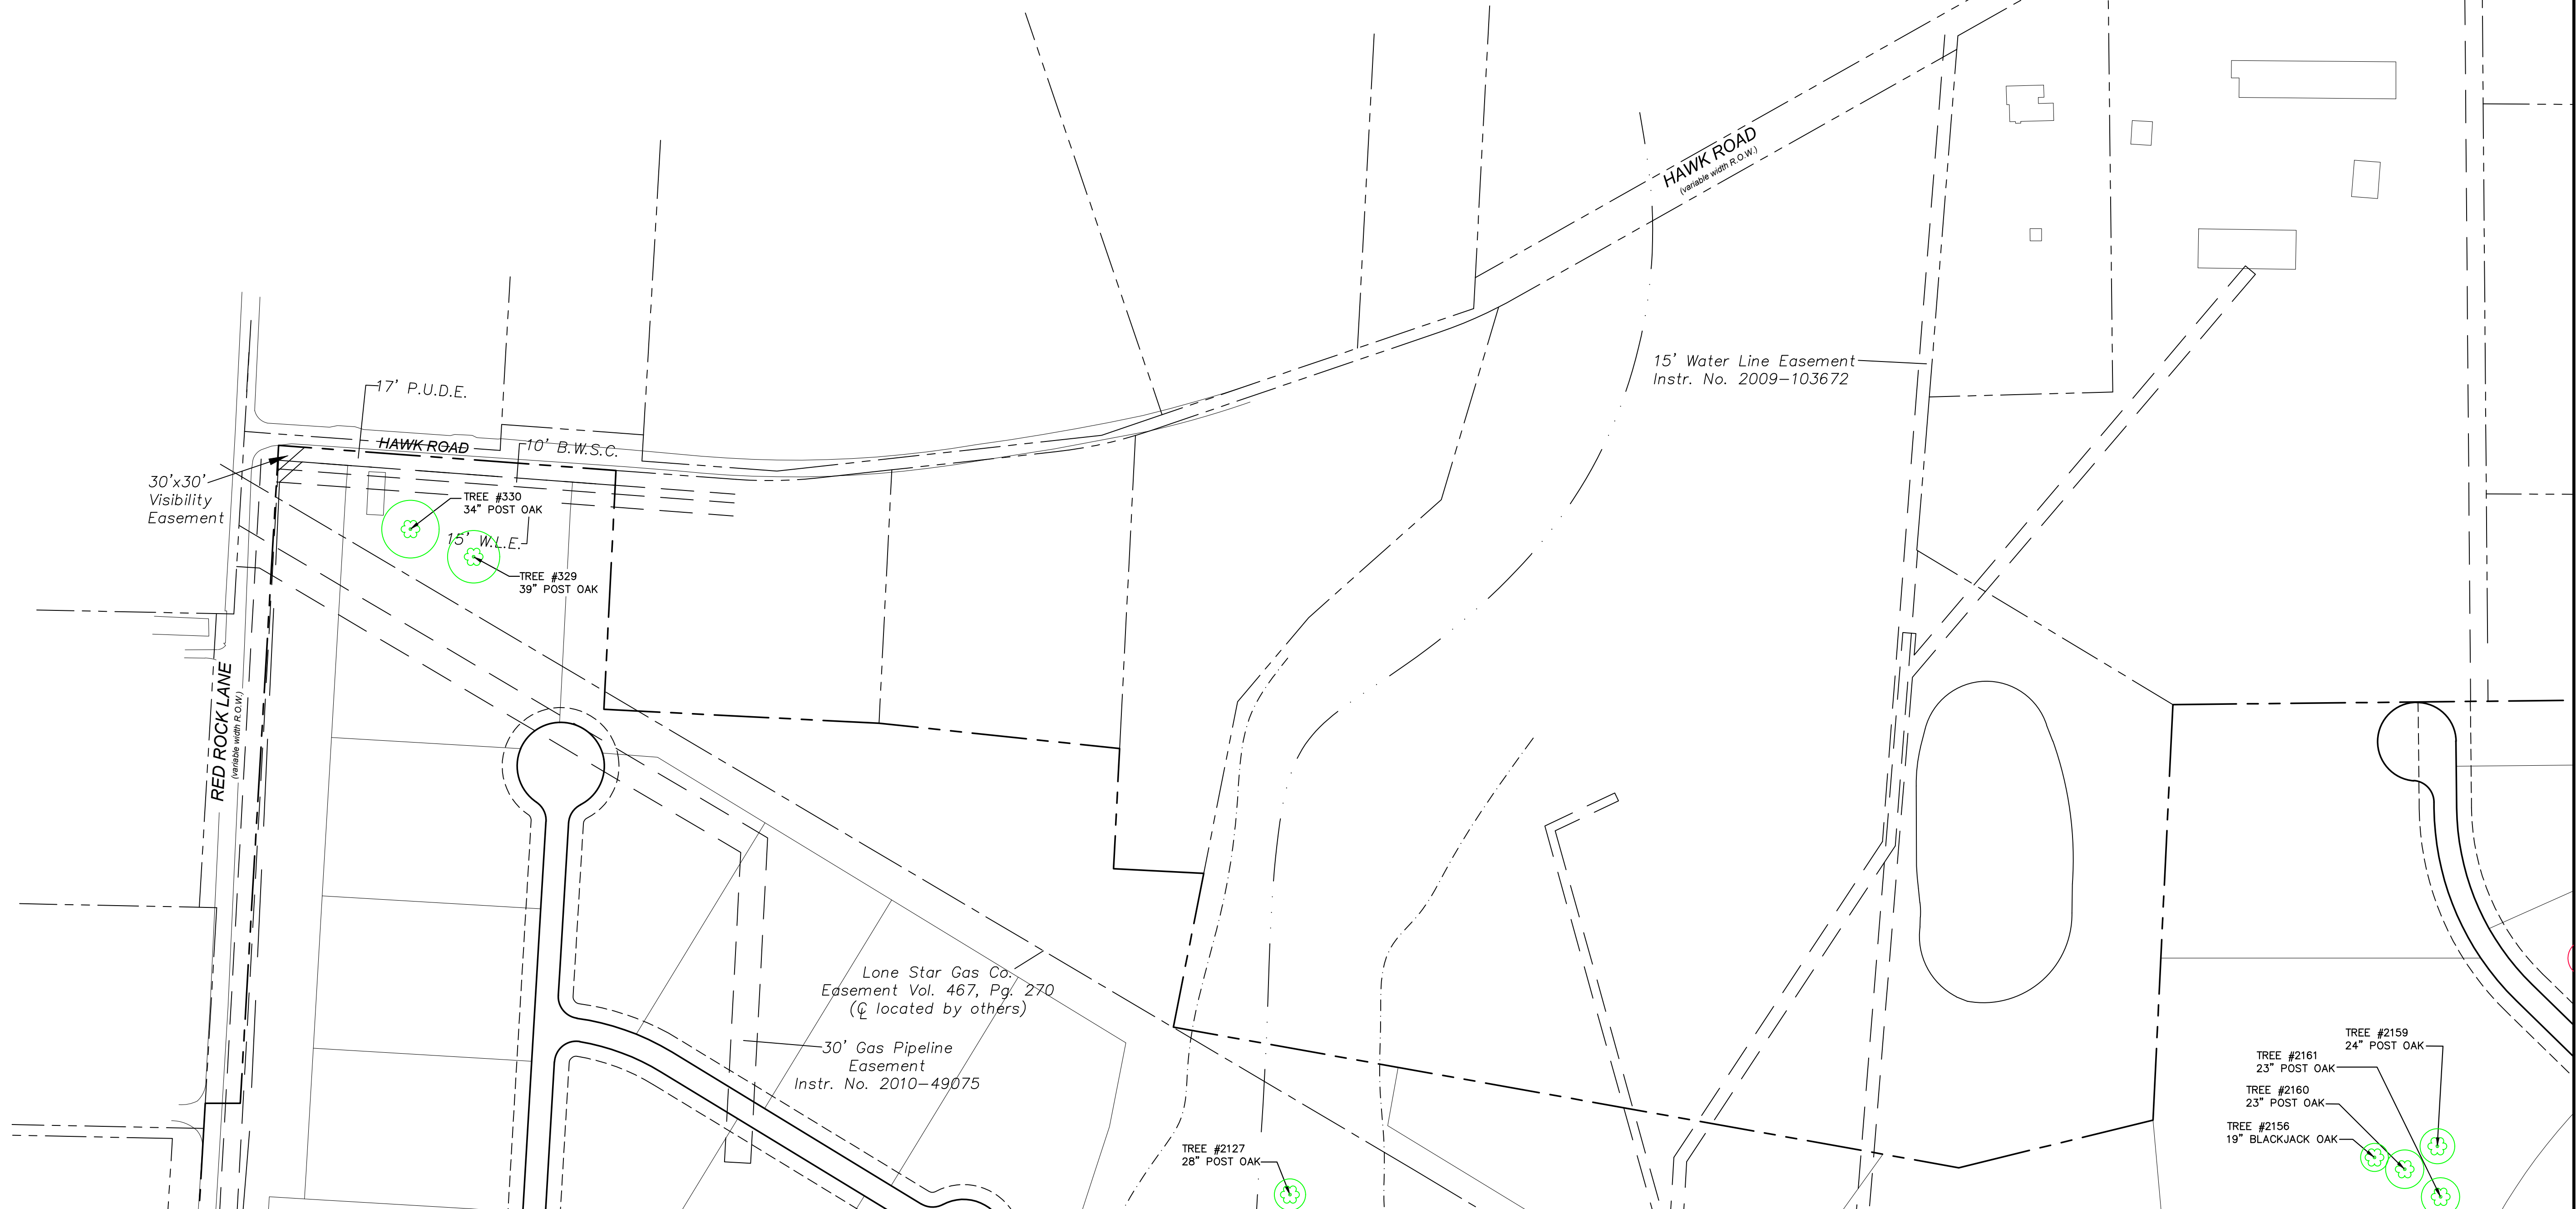 HAWK ROAD
(variable width R.O.W.)
15' Water Line Easement
Instr. No. 2009-103672
17' P.U.D.E.
HAWK ROAD
10' B.W.S.C.
30'x30'
Visibility
Easement
TREE #330
34" POST OAK
15' W.L.E.
TREE #329
39" POST OAK
RED ROCK LANE
(variable width R.O.W.)
Lone Star Gas Co.
Easement Vol. 467, Pg. 270
(℄ located by others)
30' Gas Pipeline
Easement
Instr. No. 2010-49075
TREE #2127
28" POST OAK
TREE #2159
24" POST OAK
TREE #2161
23" POST OAK
TREE #2160
23" POST OAK
TREE #2156
19" BLACKJACK OAK